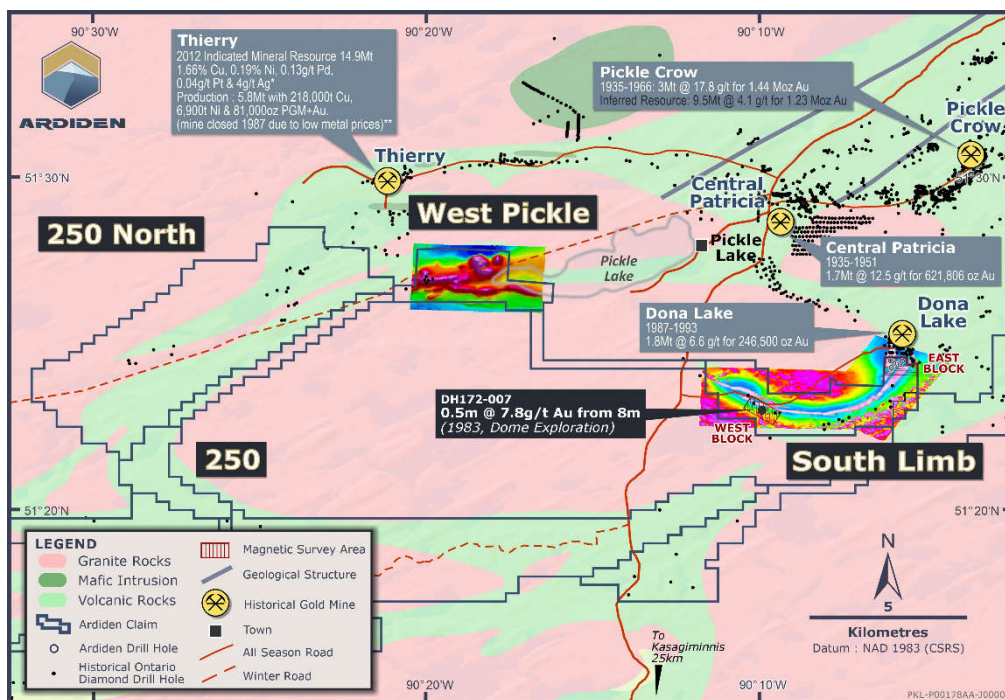 90°30'W
90°20'W
90°10'W
ARDIDEN
Thierry
2012 Indicated Mineral Resource 14.9Mt
1.66% Cu, 0.19% Ni, 0.13g/t Pd,
0.04g/t Pt & 4g/t Ag*
Production : 5.8Mt with 218,000t Cu,
6,900t Ni & 81,000oz PGM+Au.
(mine closed 1987 due to low metal prices)**
Pickle Crow
1935-1966: 3Mt @ 17.8 g/t for 1.44 Moz Au
Inferred Resource: 9.5Mt @ 4.1 g/t for 1.23 Moz Au
Pickle
Crow
Thierry
51°30'N
51°30'N
Central
Patricia
West Pickle
250 North
Pickle
Lake
Pickle
Lake
Central Patricia
1935-1951
1.7Mt @ 12.5 g/t for 621,806 oz Au
Dona
Lake
Dona Lake
1987-1993
1.8Mt @ 6.6 g/t for 246,500 oz Au
EAST
BLOCK
DH172-007
0.5m @ 7.8g/t Au from 8m
(1983, Dome Exploration)
WEST
BLOCK
250
South Limb
51°20'N
51°20'N
LEGEND
Granite Rocks
Mafic Intrusion
Volcanic Rocks
Ardiden Claim
Ardiden Drill Hole
Historical Ontario
Diamond Drill Hole
Magnetic Survey Area
Geological Structure
Historical Gold Mine
Town
All Season Road
Winter Road
To
Kasagiminnis
25km
N
5
Kilometres
Datum : NAD 1983 (CSRS)
90°20'W
90°10'W